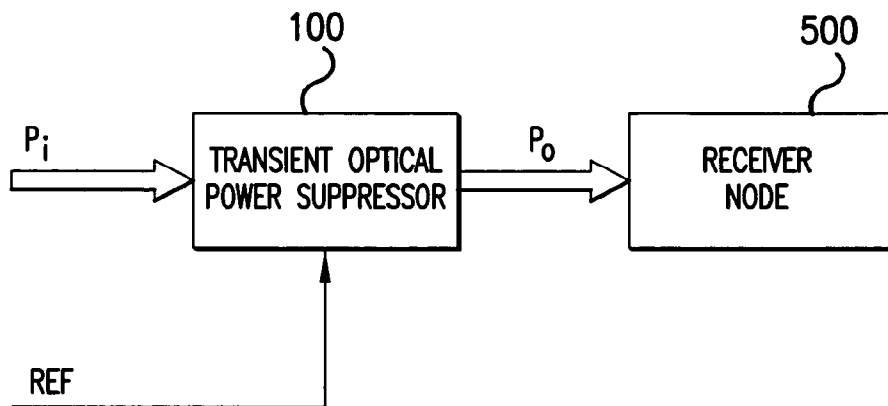 100
500
Pi
TRANSIENT OPTICAL
POWER SUPPRESSOR
Po
RECEIVER
NODE
REF